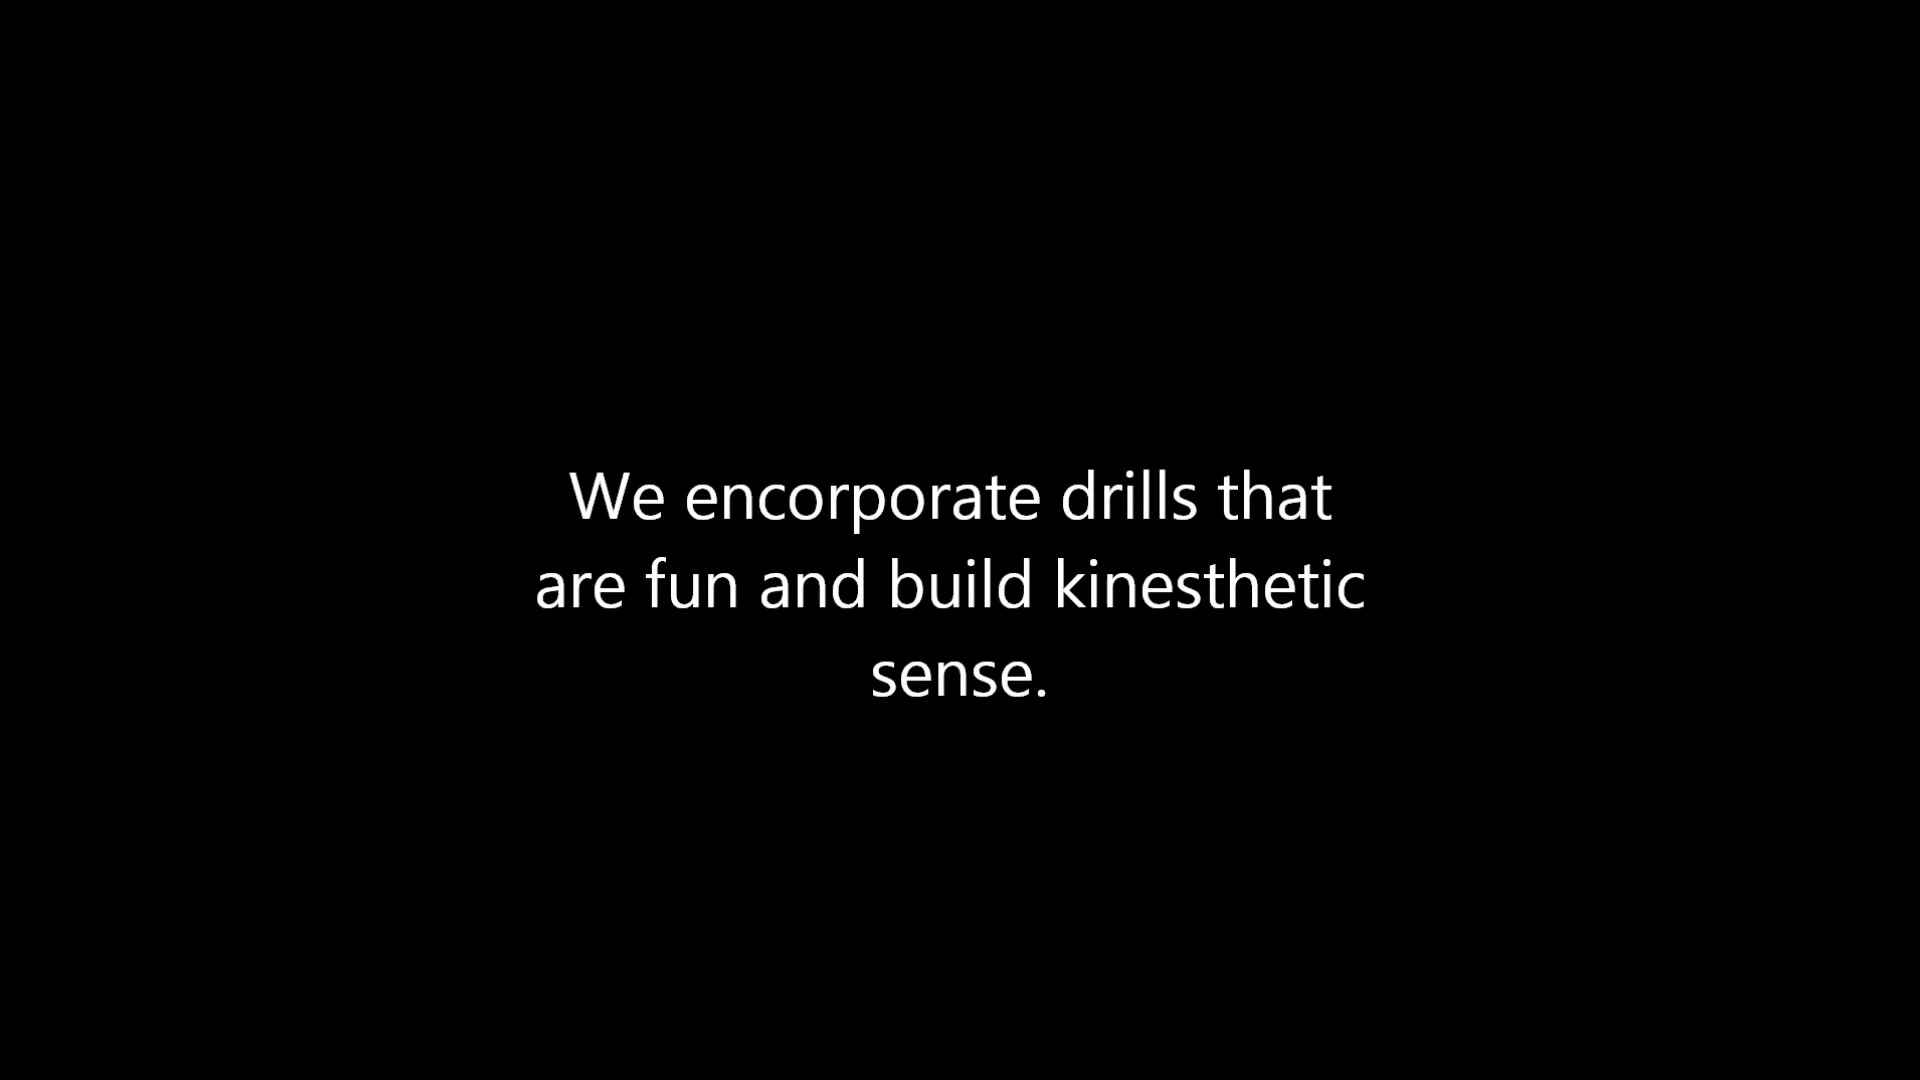 We encorporate drills that
are fun and build kinesthetic
sense.